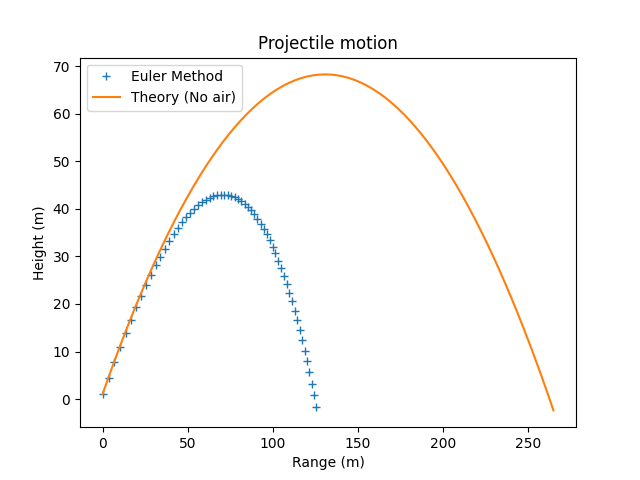 Projectile motion
Euler Method
Theory (No air)
Height (m)
70
60
50
40
30
20
10
0
0 50 100 150 200 250
Range (m)